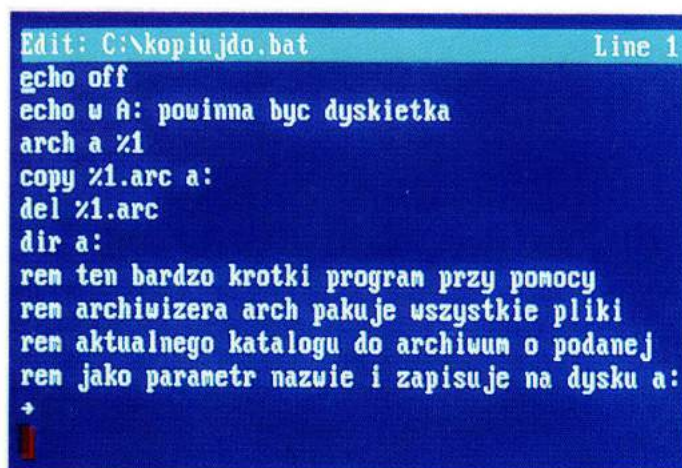 Edit: C:\kopiujdo.bat Line 1
echo off
echo w A: powinna byc dyskietka
arch a %1
copy %1.arc a:
del %1.arc
dir a:
rem ten bardzo krotki program przy pomocy
rem archiwizera arch pakuje wszystkie pliki
rem aktualnego katalogu do archiwum o podanej
rem jako parametr nazwie i zapisuje na dysku a: